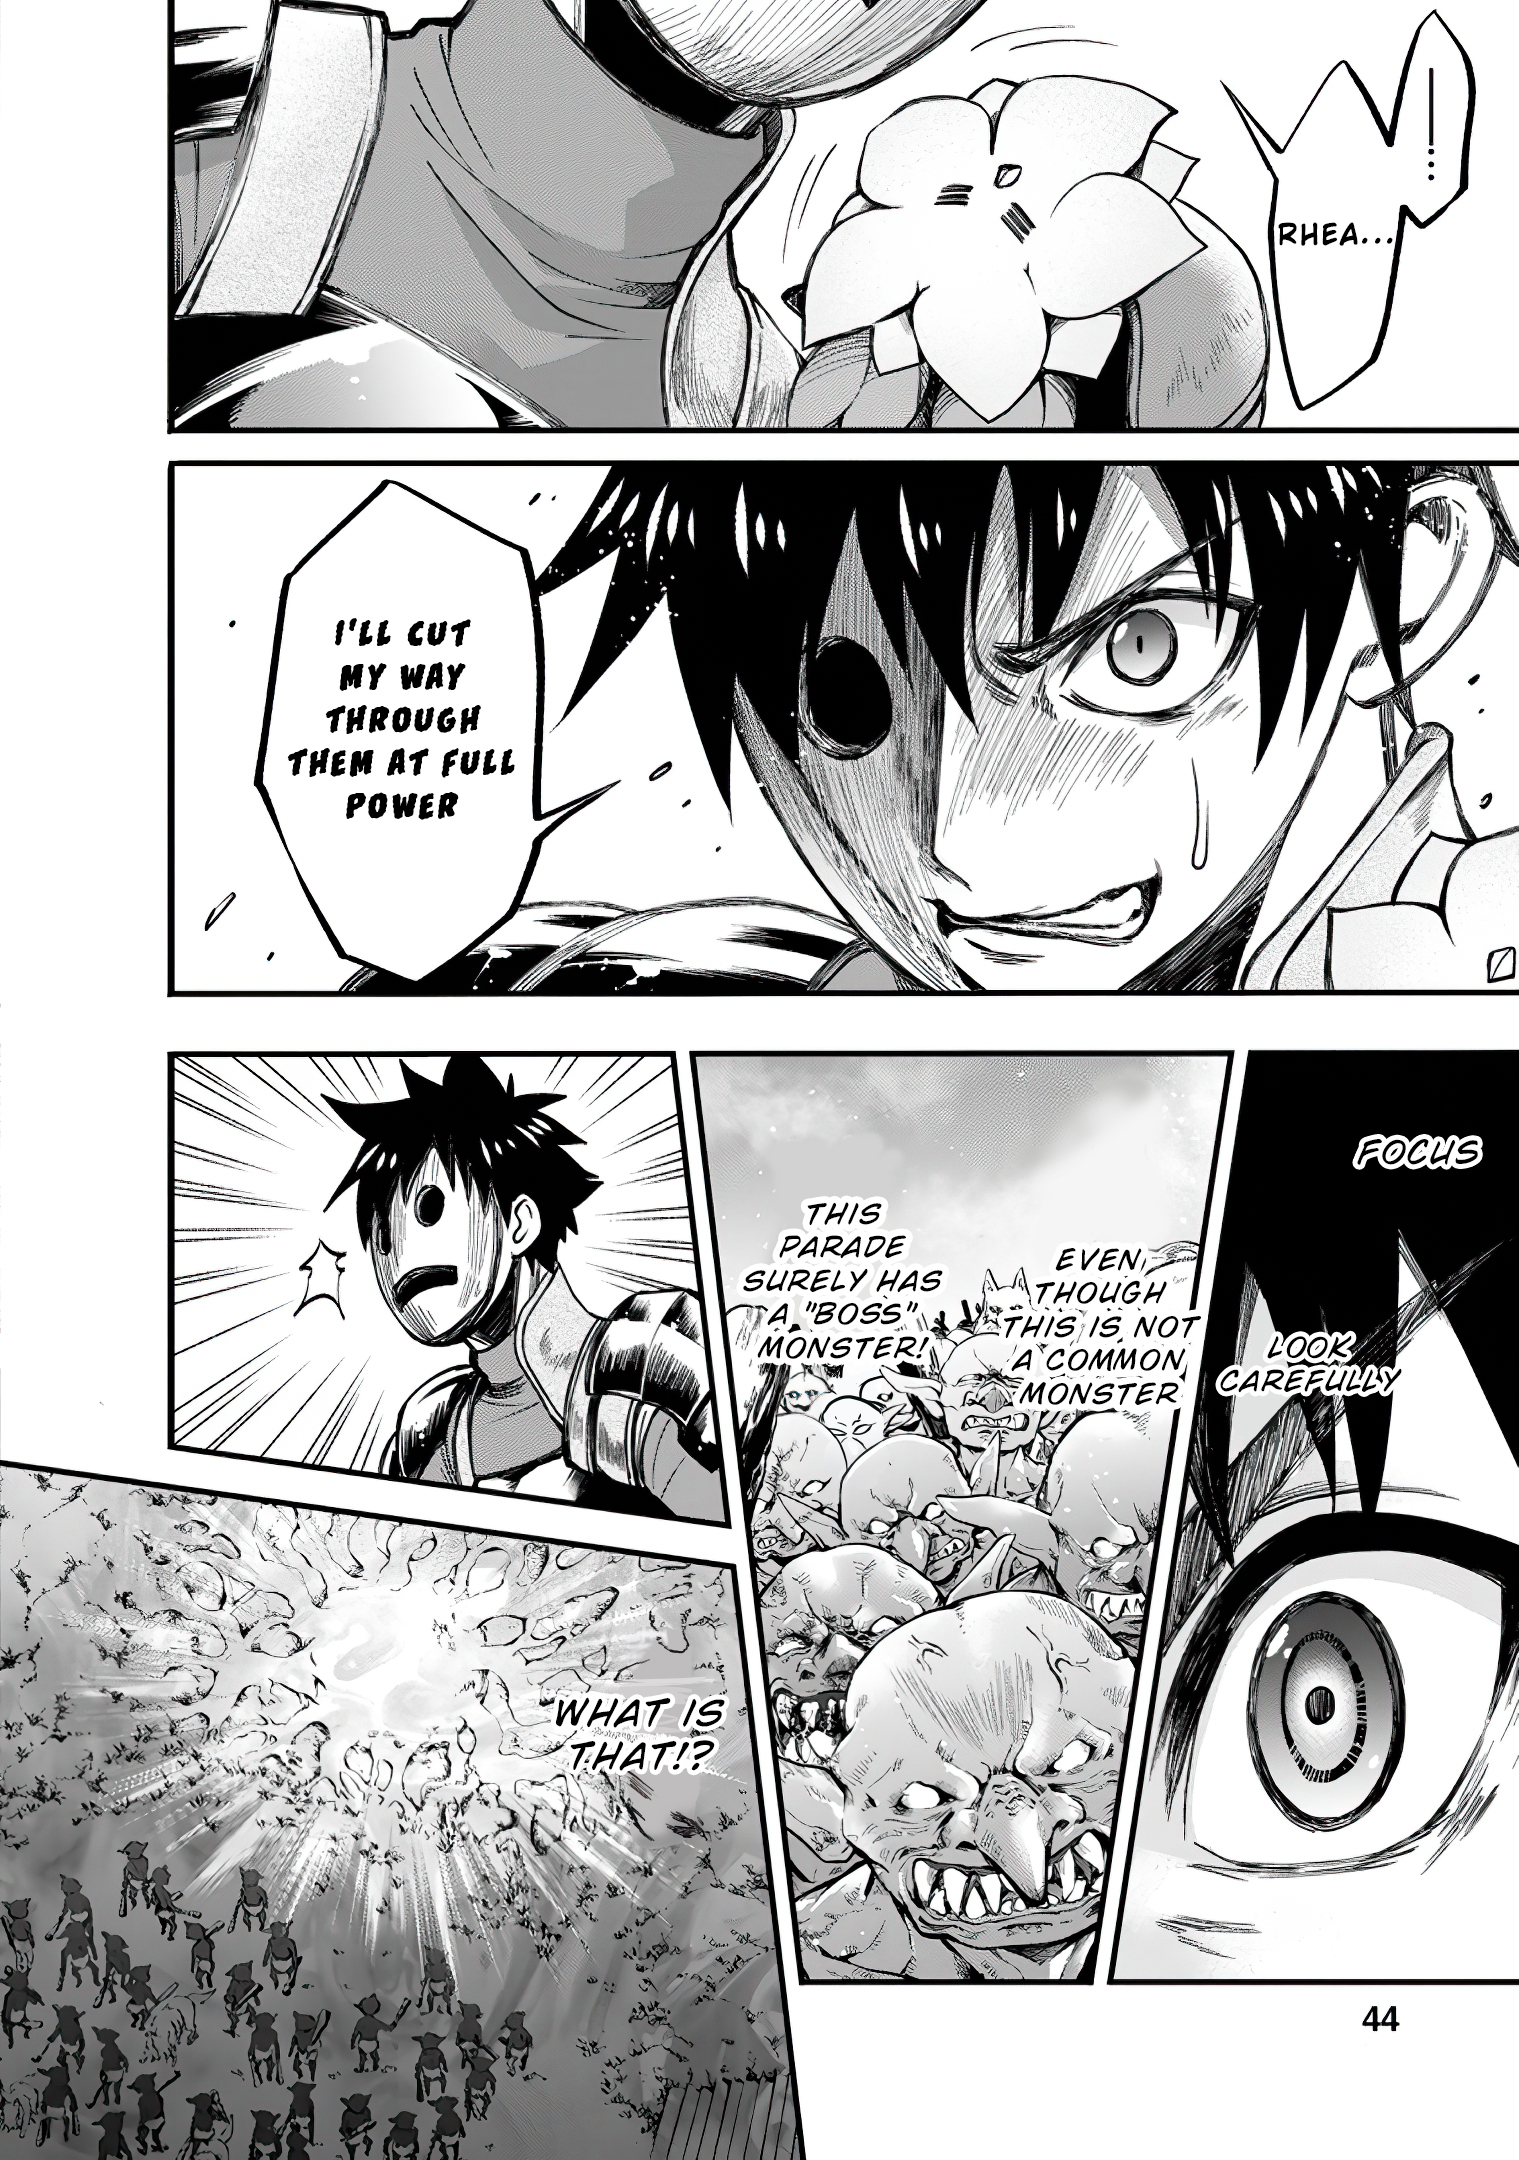 RHEA...
I'LL CUT
MY WAY
THROUGH
THEM AT FULL
POWER
FOCUS
LOOK
CAREFULLY
EVEN
THOUGH
THIS IS NOT
A COMMON
MONSTER
THIS
PARADE
SURELY HAS
A "BOSS"
MONSTER!
WHAT IS
THAT!?
44